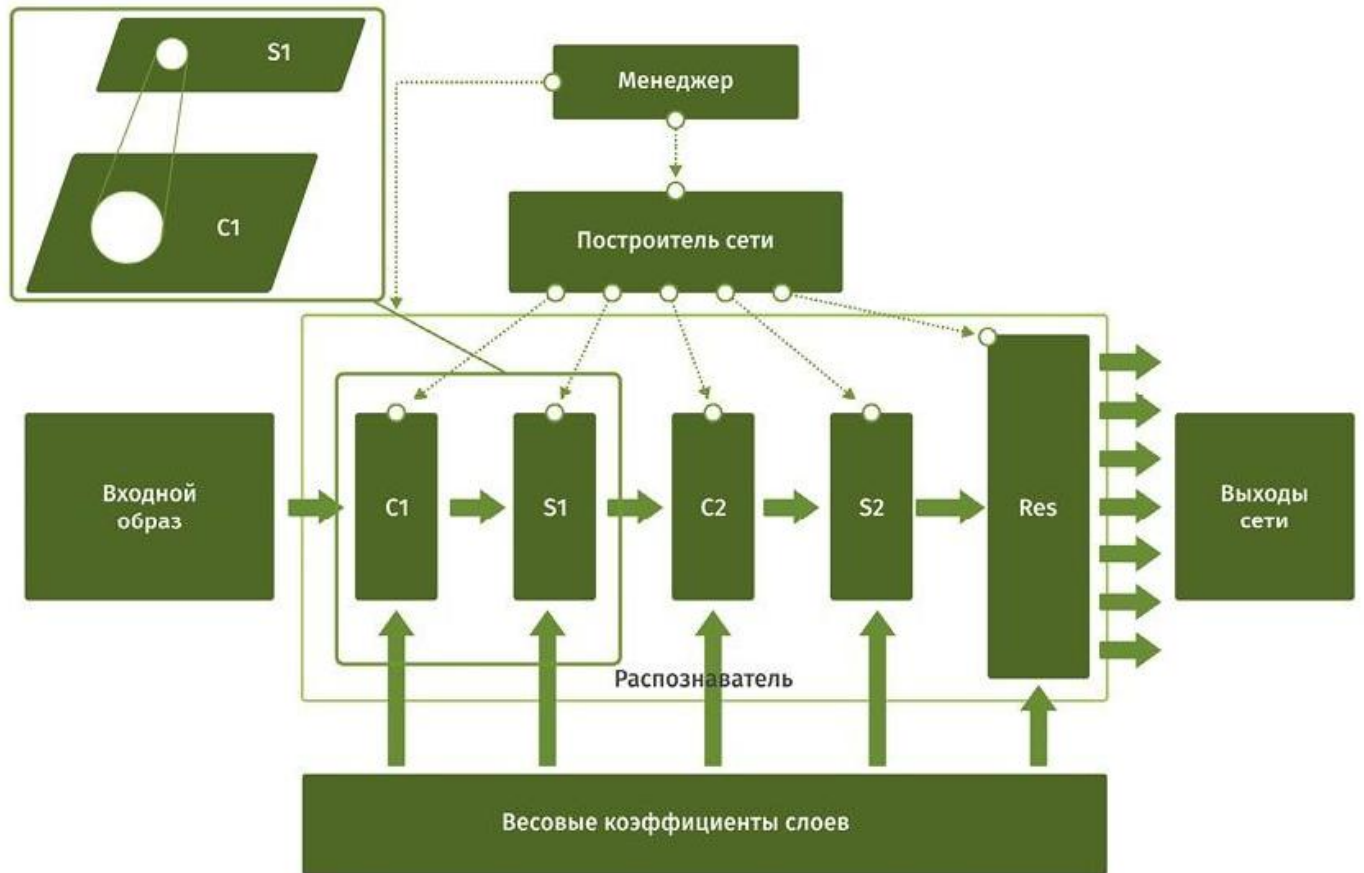 S1
Менеджер
C1
Построитель сети
Входной
образ
C1
S1
C2
S2
Res
Выходы
сети
Распознаватель
Весовые коэффициенты слоев